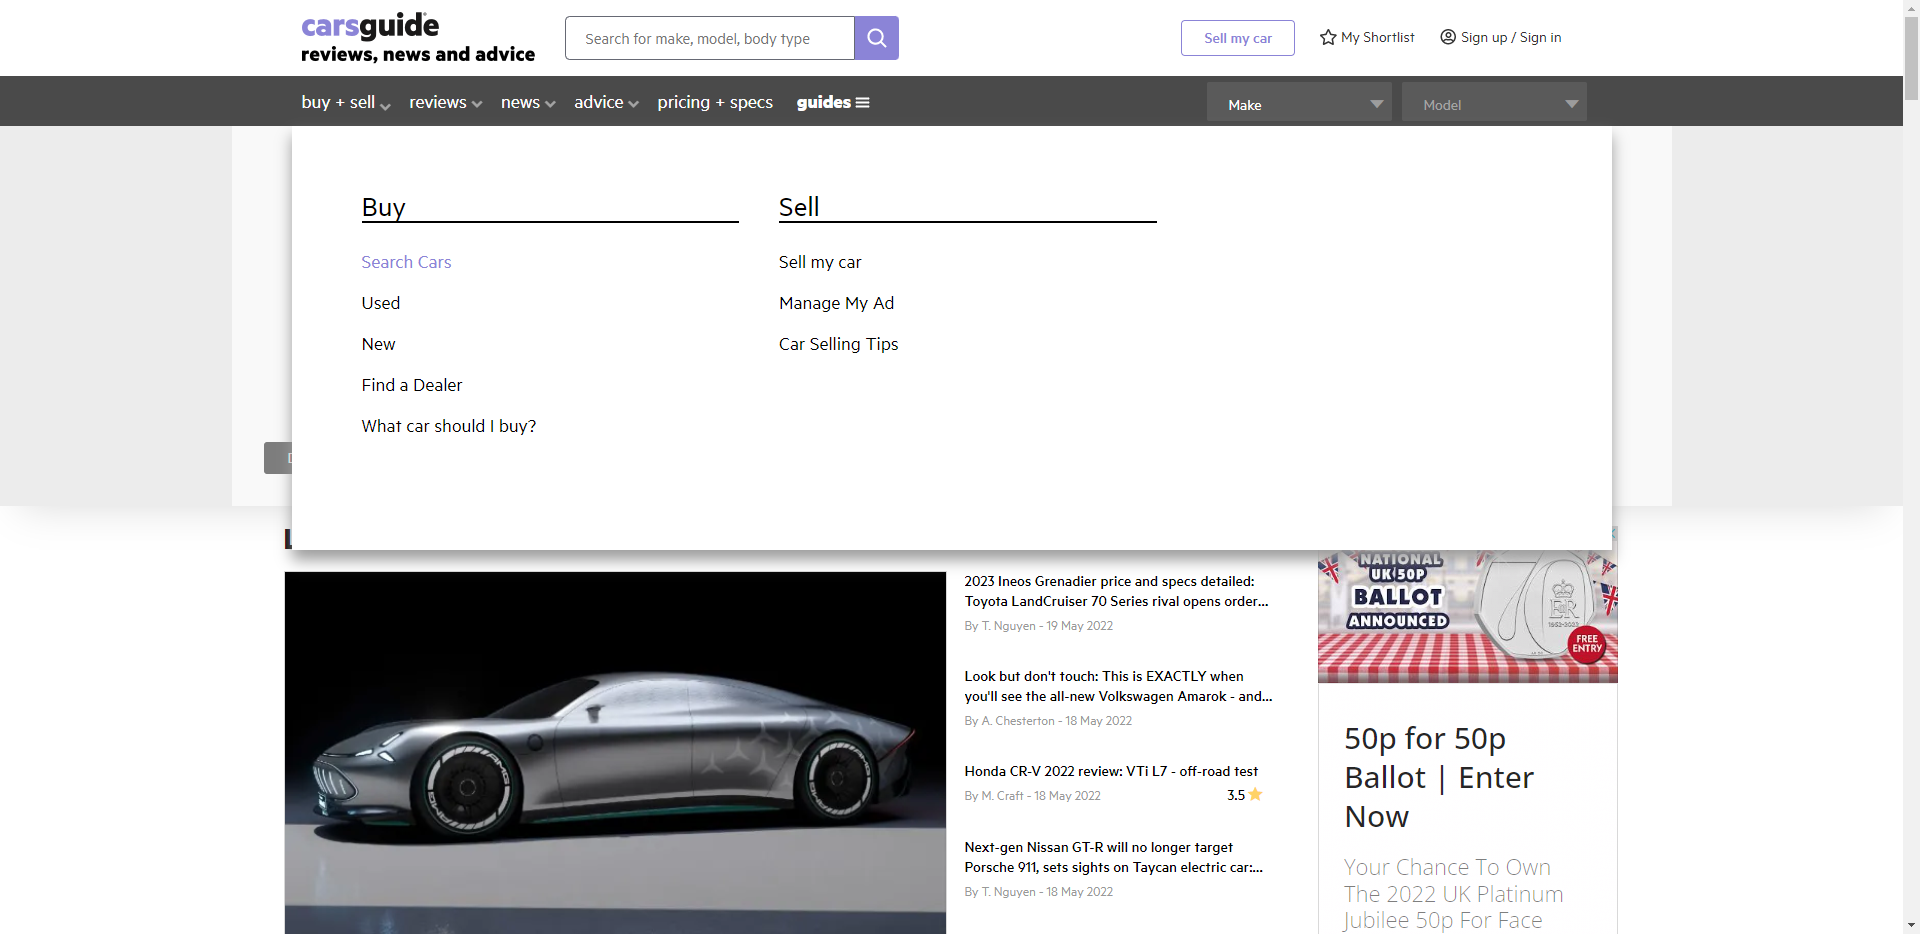 carsguide
reviews, news and advice
Search for make, model, body type
Sell my car
My Shortlist
Sign up / Sign in
buy + sell
reviews
news
advice
pricing + specs
guides
Make
Model
Buy
Search Cars
Used
New
Find a Dealer
What car should I buy?
Sell
Sell my car
Manage My Ad
Car Selling Tips
2023 Ineos Grenadier price and specs detailed:
Toyota LandCruiser 70 Series rival opens order...
By T. Nguyen - 19 May 2022
Look but don't touch: This is EXACTLY when
you'll see the all-new Volkswagen Amarok - and...
By A. Chesterton - 18 May 2022
Honda CR-V 2022 review: VTi L7 - off-road test
By M. Craft - 18 May 2022
3.5
Next-gen Nissan GT-R will no longer target
Porsche 911, sets sights on Taycan electric car:...
By T. Nguyen - 18 May 2022
AMG
AMG
NATIONAL
UK 50P
BALLOT
ANNOUNCED
FREE
ENTRY
50p for 50p
Ballot | Enter
Now
Your Chance To Own
The 2022 UK Platinum
Jubilee 50p For Face